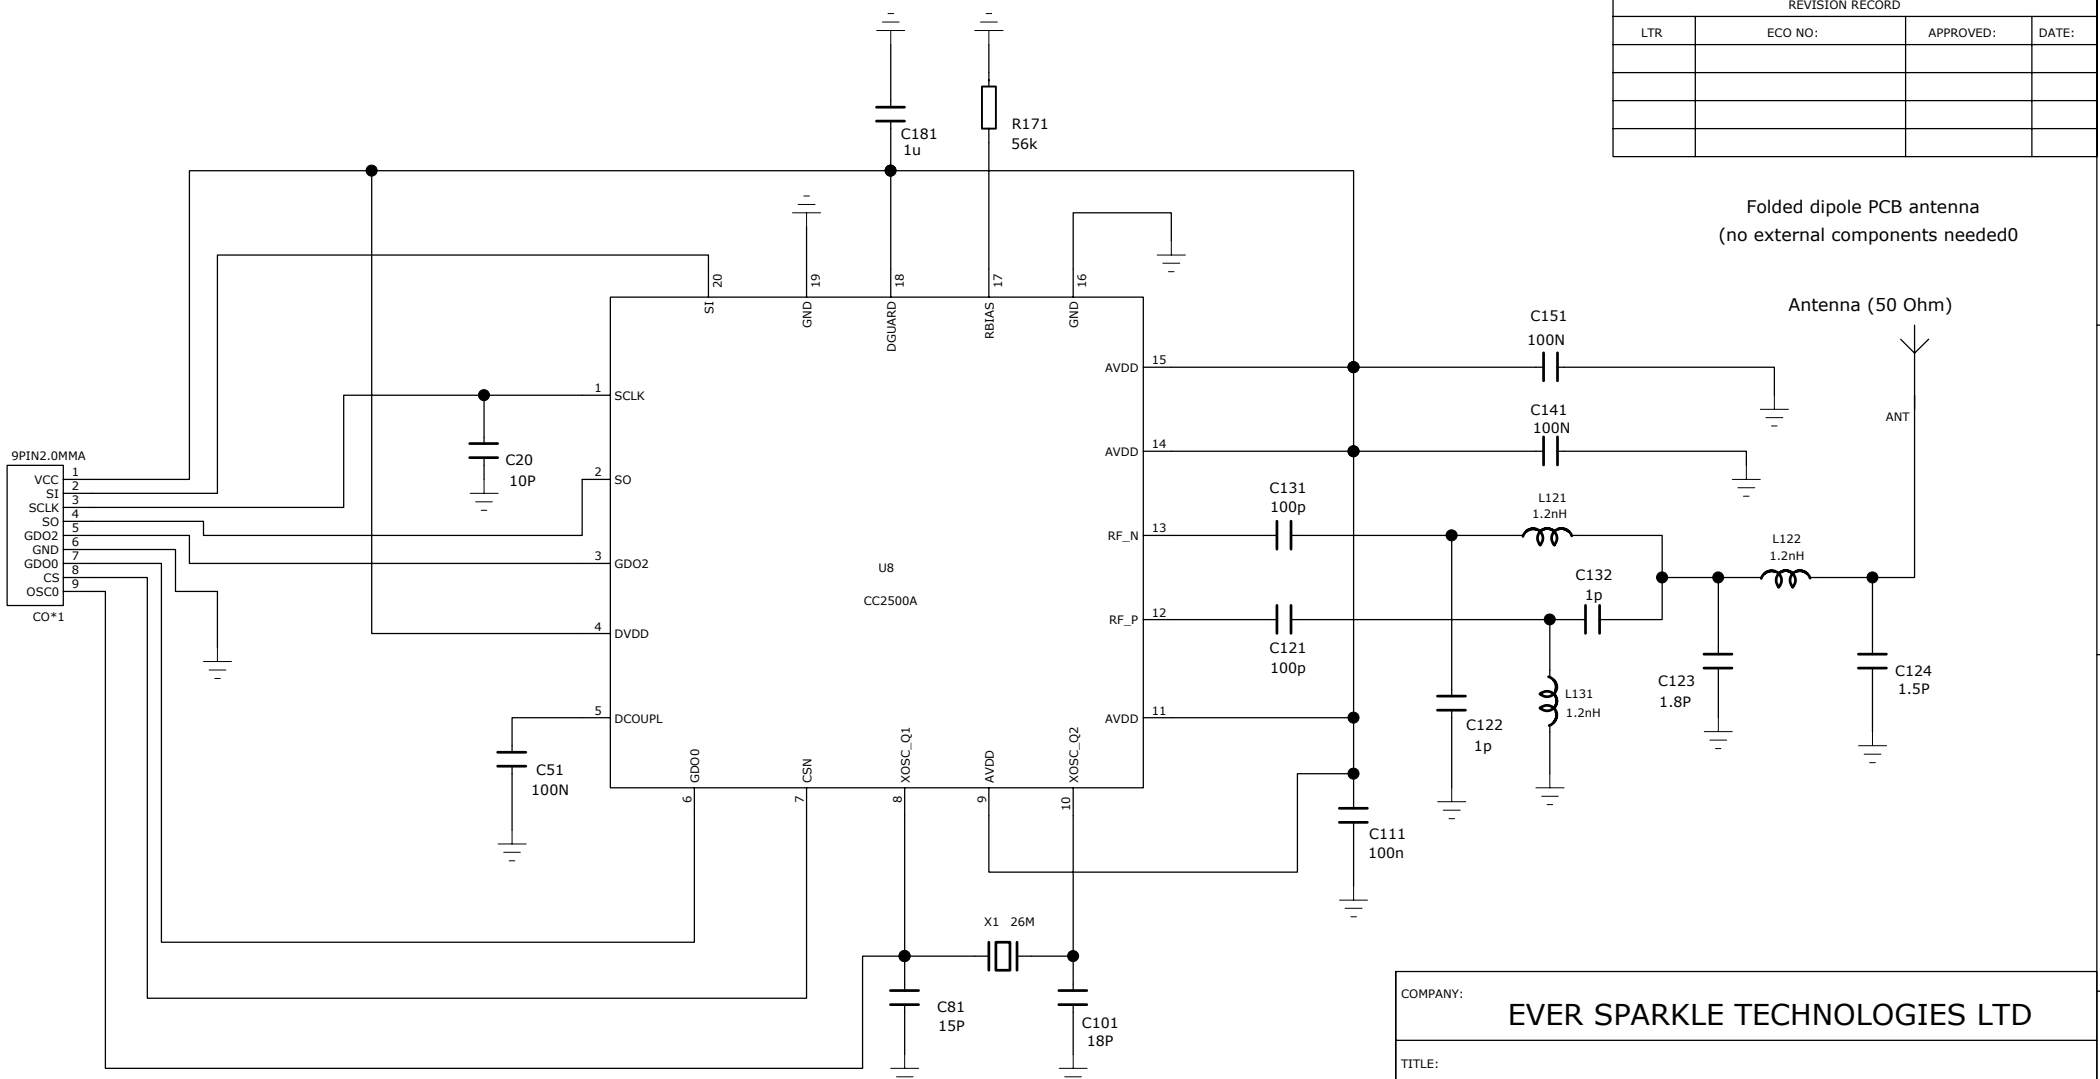 REVISION RECORD
LTR
ECO NO:
APPROVED:
DATE:
C181
1u
R171
56k
Folded dipole PCB antenna
(no external components needed0
Antenna (50 Ohm)
ANT
20
19
18
17
16
SI
GND
DGUARD
RBIAS
GND
C151
100N
C141
100N
15
AVDD
14
AVDD
13
RF_N
12
RF_P
11
AVDD
1
SCLK
2
SO
3
GDO2
4
DVDD
5
DCOUPL
U8
CC2500A
C20
10P
9PIN2.0MMA
VCC 1
SI 2
SCLK 3
SO 4
GDO2 5
GND 6
GDO0 7
CS 8
OSC0 9
CO*1
C131
100p
L121
1.2nH
L122
1.2nH
C132
1p
C121
100p
C122
1p
L131
1.2nH
C123
1.8P
C124
1.5P
C51
100N
GDO0
CSN
XOSC_Q1
AVDD
XOSC_Q2
6
7
8
9
10
C111
100n
X1 26M
C81
15P
C101
18P
COMPANY:
EVER SPARKLE TECHNOLOGIES LTD
TITLE: